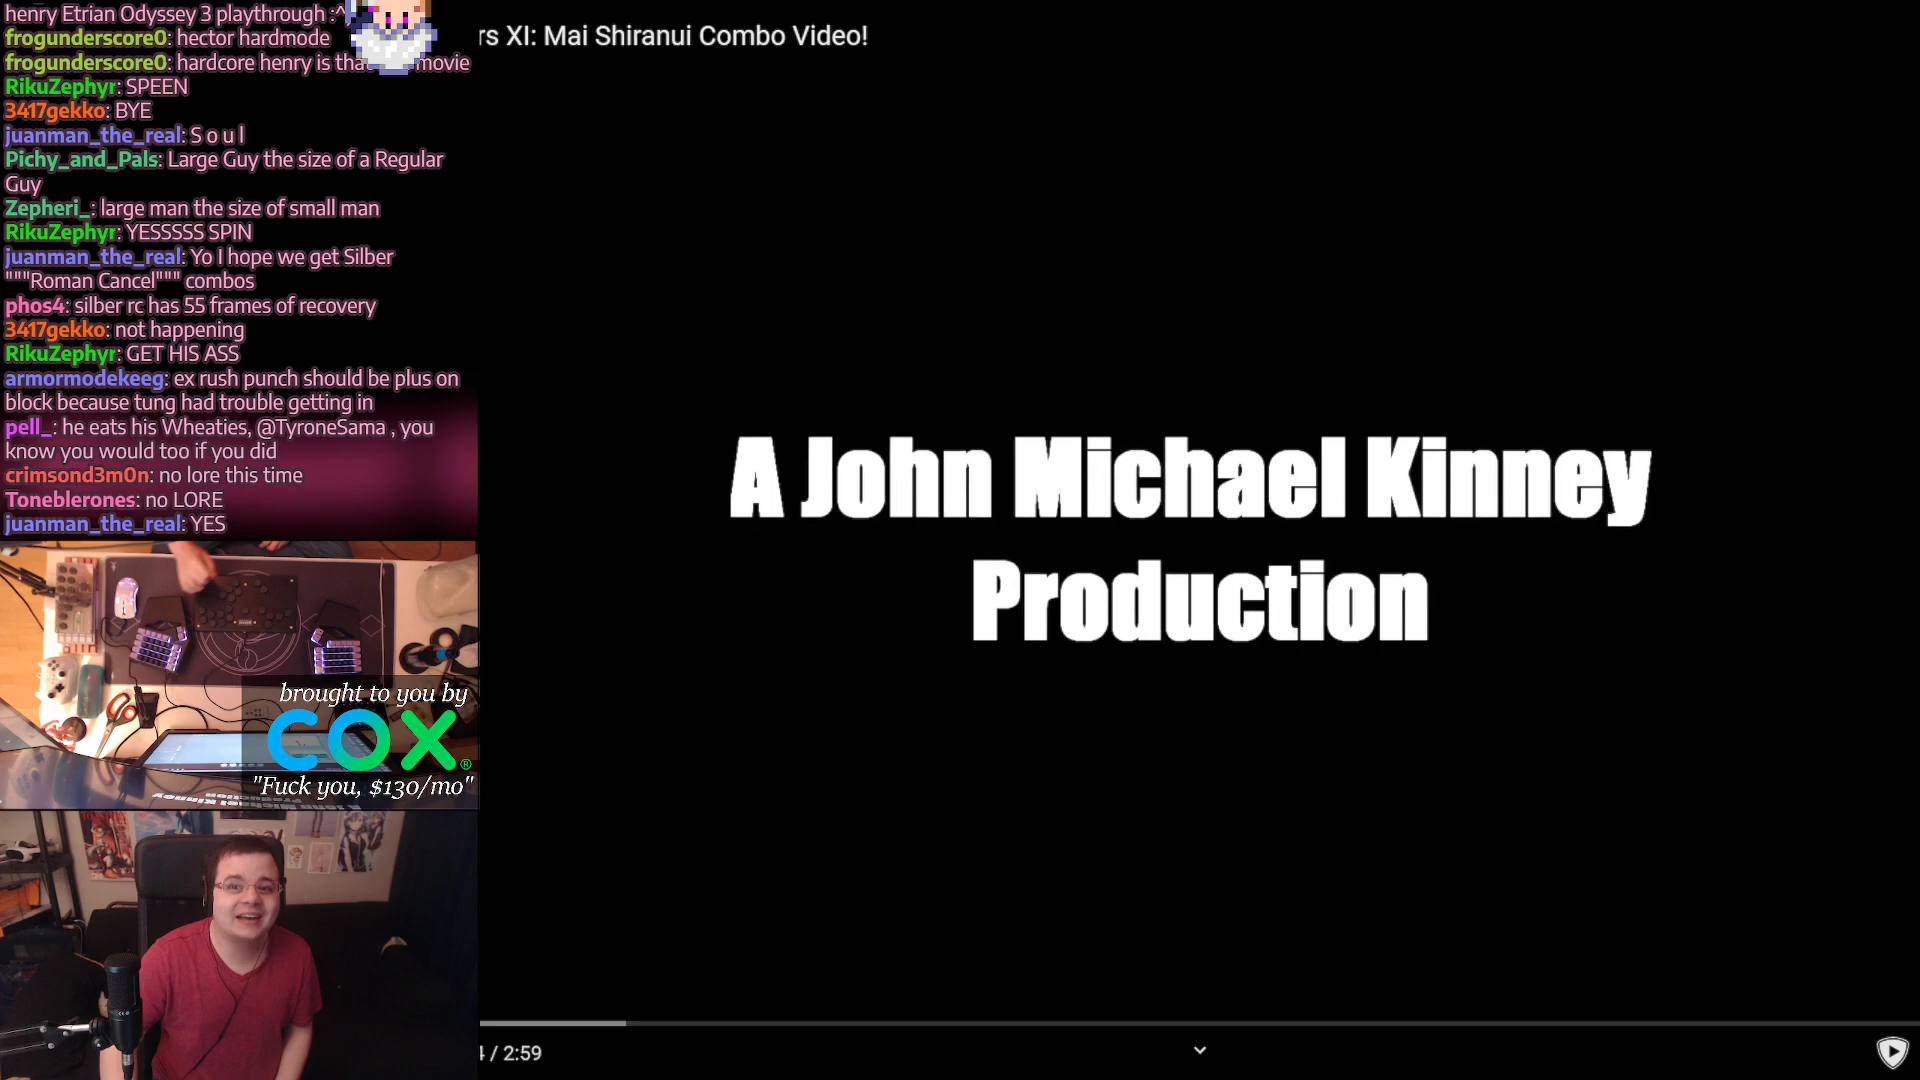 henry Etrian Odyssey 3 playthrough :^
frogunderscore0: hector hardmode
frogunderscore0: hardcore henry is tha movie
RikuZephyr: SPEEN
3417gekko: BYE
juanman_the_real: S o u l
Pichy_and_Pals: Large Guy the size of a Regular
Guy
Zepheri_: large man the size of small man
RikuZephyr: YESSSSS SPIN
juanman_the_real: Yo I hope we get Silber
"""Roman Cancel""" combos
phos4: silber rc has 55 frames of recovery
3417gekko: not happening
RikuZephyr: GET HIS ASS
armormodekeeg: ex rush punch should be plus on
block because tung had trouble getting in
pell_: he eats his Wheaties, @TyroneSama , you
know you would too if you did
crimsond3m0n: no lore this time
Toneblerones: no LORE
juanman_the_real: YES
brought to you by
COX®
"Fuck you, $130/mo"
rs XI: Mai Shiranui Combo Video!
A John Michael Kinney
Production
4 / 2:59